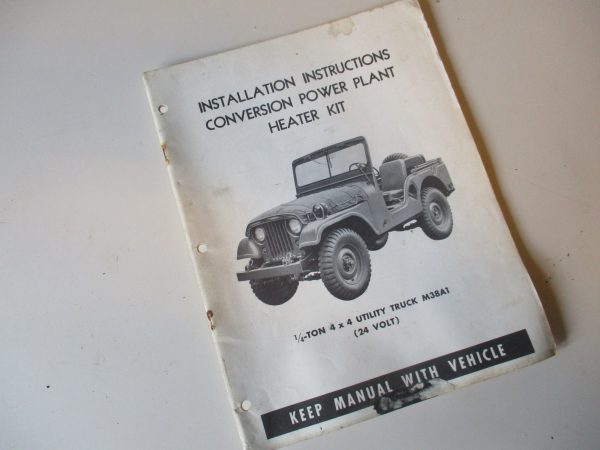 INSTALLATION INSTRUCTIONS
CONVERSION POWER PLANT
HEATER KIT
1/4-TON 4 x 4 UTILITY TRUCK M38A1
(24 VOLT)
KEEP MANUAL WITH VEHICLE